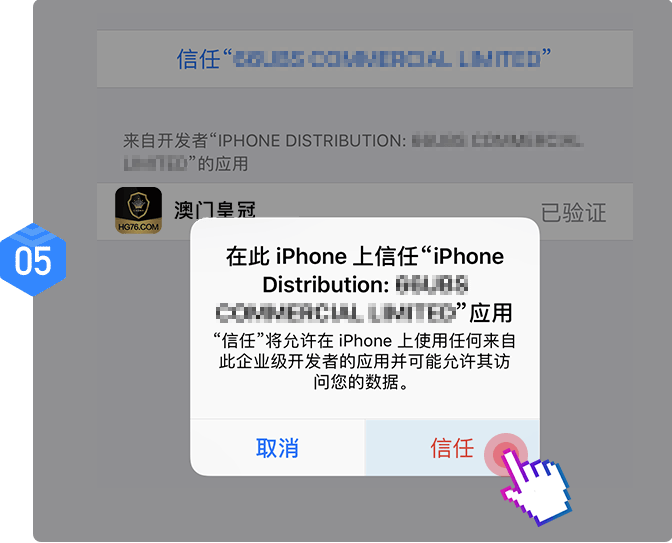 信任“ ”
来自开发者“IPHONE DISTRIBUTION:
”的应用
HG76.COM
澳门皇冠
已验证
05
在此 iPhone 上信任“iPhone
Distribution:
”应用
“信任”将允许在 iPhone 上使用任何来自
此企业级开发者的应用并可能允许其访
问您的数据。
取消
信任